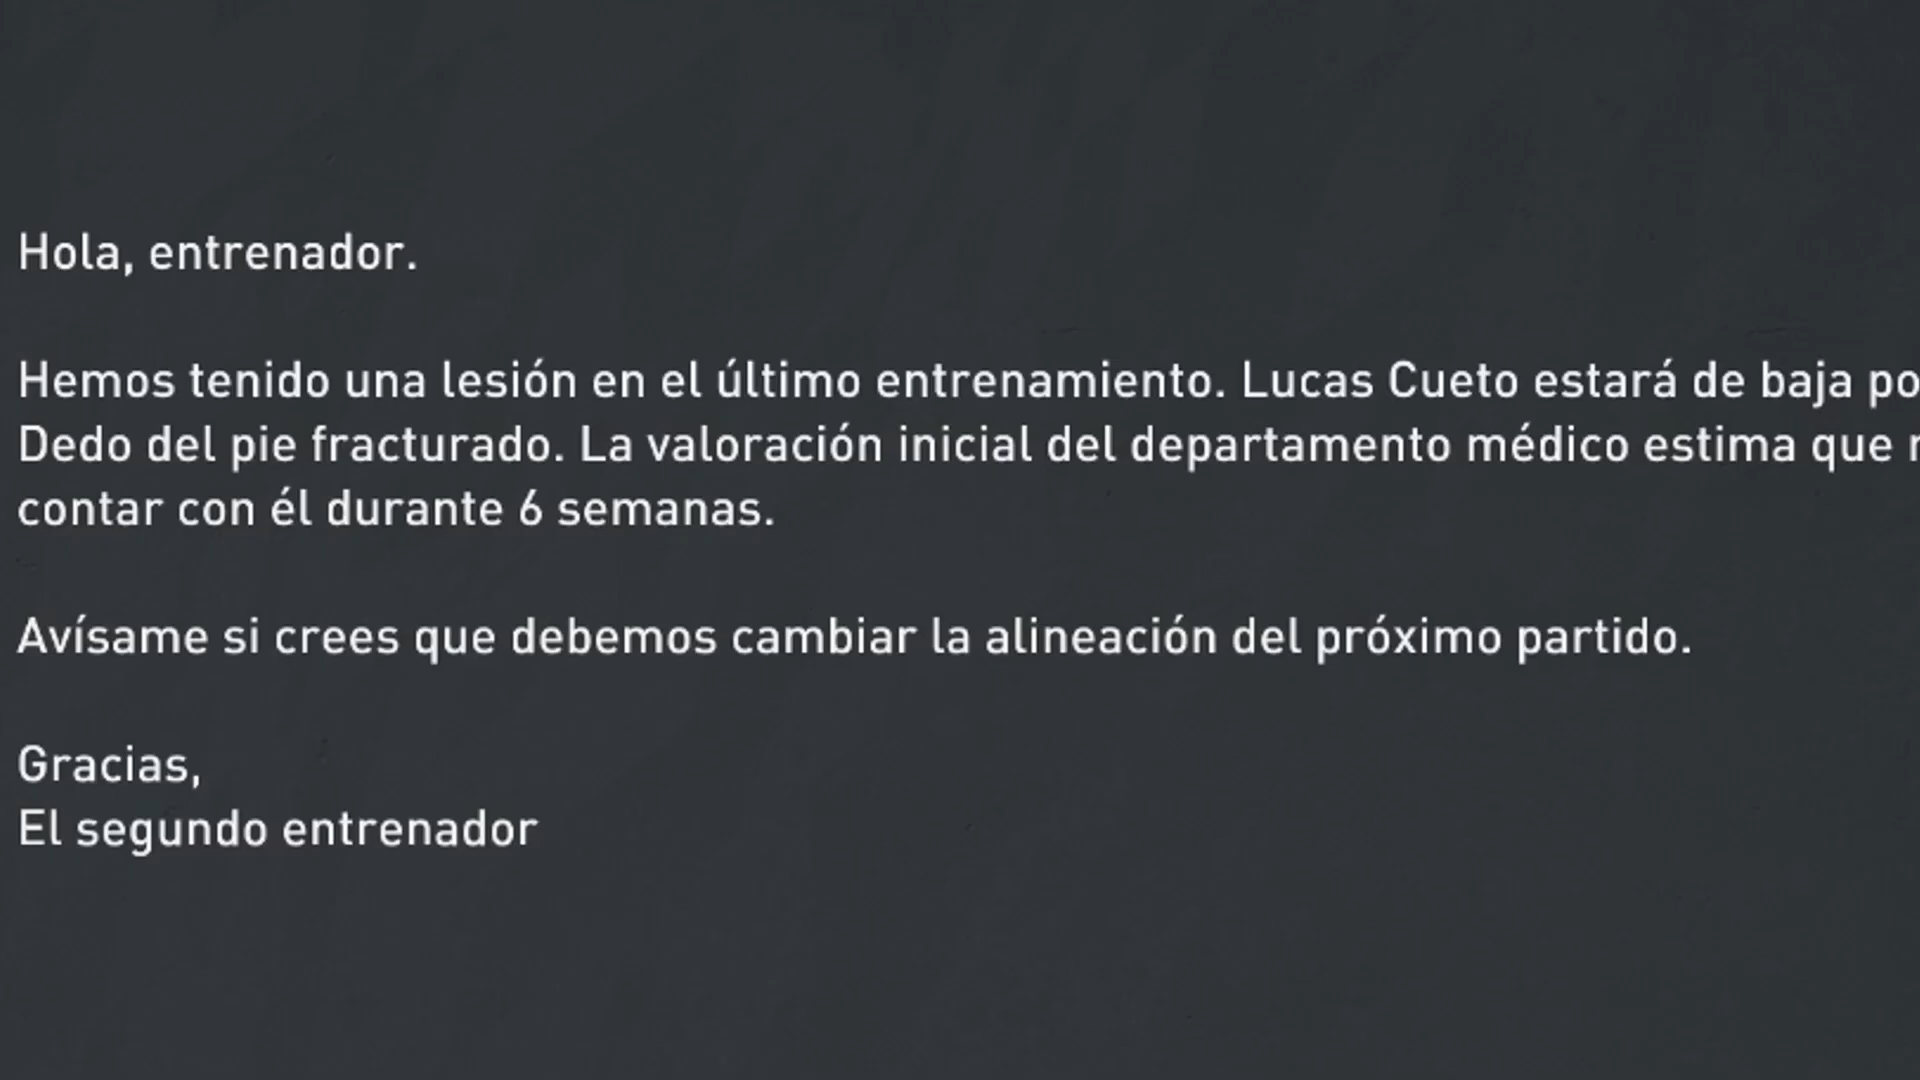 Hola, entrenador.
Hemos tenido una lesión en el último entrenamiento. Lucas Cueto estará de baja
Dedo del pie fracturado. La valoración inicial del departamento médico estima que
contar con él durante 6 semanas.
Avísame si crees que debemos cambiar la alineación del próximo partido.
Gracias,
El segundo entrenador